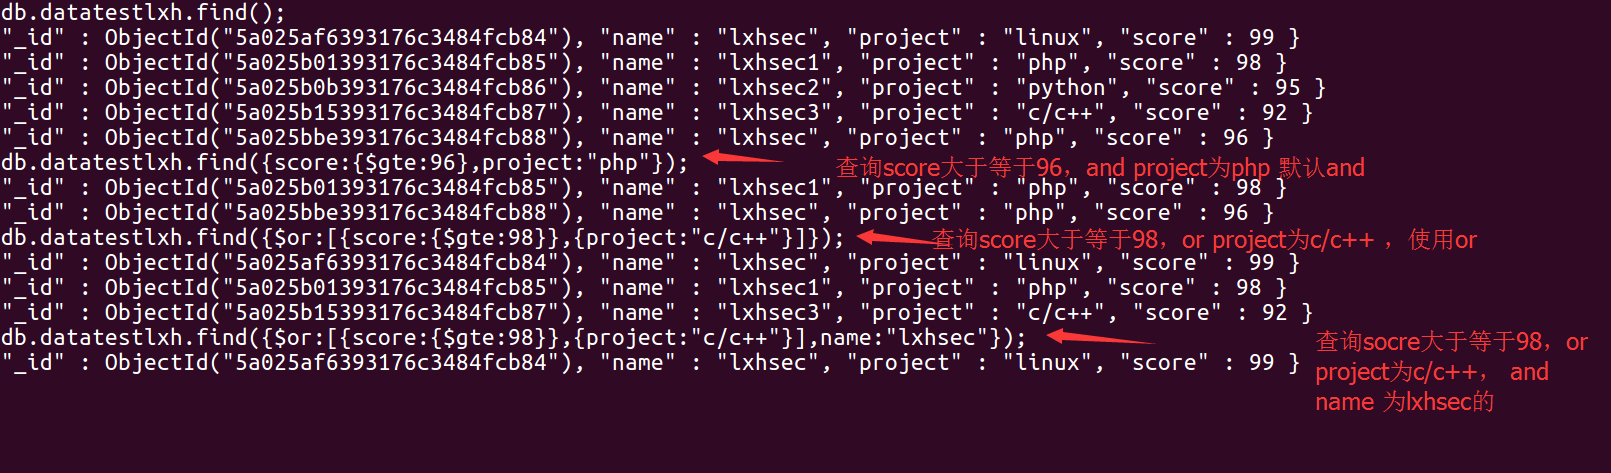 db.datatestlxh.find();
"_id" : ObjectId("5a025af6393176c3484fcb84"), "name" : "lxhsec", "project" : "linux", "score" : 99 }
"_id" : ObjectId("5a025b01393176c3484fcb85"), "name" : "lxhsec1", "project" : "php", "score" : 98 }
"_id" : ObjectId("5a025b0b393176c3484fcb86"), "name" : "lxhsec2", "project" : "python", "score" : 95 }
"_id" : ObjectId("5a025b15393176c3484fcb87"), "name" : "lxhsec3", "project" : "c/c++", "score" : 92 }
"_id" : ObjectId("5a025bbe393176c3484fcb88"), "name" : "lxhsec", "project" : "php", "score" : 96 }
db.datatestlxh.find({score:{$gte:96},project:"php"});
查询score大于等于96，and project为php 默认and
"_id" : ObjectId("5a025b01393176c3484fcb85"), "name" : "lxhsec1", "project" : "php", "score" : 98 }
"_id" : ObjectId("5a025bbe393176c3484fcb88"), "name" : "lxhsec", "project" : "php", "score" : 96 }
db.datatestlxh.find({$or:[{score:{$gte:98}},{project:"c/c++"}]});
查询score大于等于98，or project为c/c++ ，使用or
"_id" : ObjectId("5a025af6393176c3484fcb84"), "name" : "lxhsec", "project" : "linux", "score" : 99 }
"_id" : ObjectId("5a025b01393176c3484fcb85"), "name" : "lxhsec1", "project" : "php", "score" : 98 }
"_id" : ObjectId("5a025b15393176c3484fcb87"), "name" : "lxhsec3", "project" : "c/c++", "score" : 92 }
db.datatestlxh.find({$or:[{score:{$gte:98}},{project:"c/c++"}],name:"lxhsec"});
"_id" : ObjectId("5a025af6393176c3484fcb84"), "name" : "lxhsec", "project" : "linux", "score" : 99 }
查询socre大于等于98，or
project为c/c++， and
name 为lxhsec的